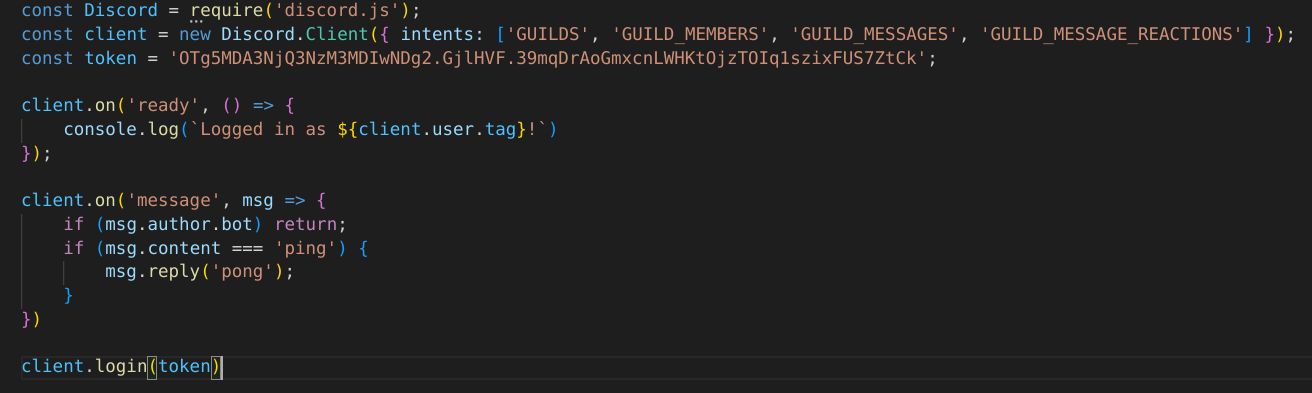 const Discord = require('discord.js');
const client = new Discord.Client({ intents: ['GUILDS', 'GUILD_MEMBERS', 'GUILD_MESSAGES', 'GUILD_MESSAGE_REACTIONS'] });
const token = 'OTg5MDA3NjQ3NzM3MDIwNDg2.GjlHVF.39mqDrAoGmxcnLWHKtOjzTOIq1szixFUS7ZtCk';
client.on('ready', () => {
    console.log(`Logged in as ${client.user.tag}!`)
});
client.on('message', msg => {
    if (msg.author.bot) return;
    if (msg.content === 'ping') {
        msg.reply('pong');
    }
})
client.login(token)